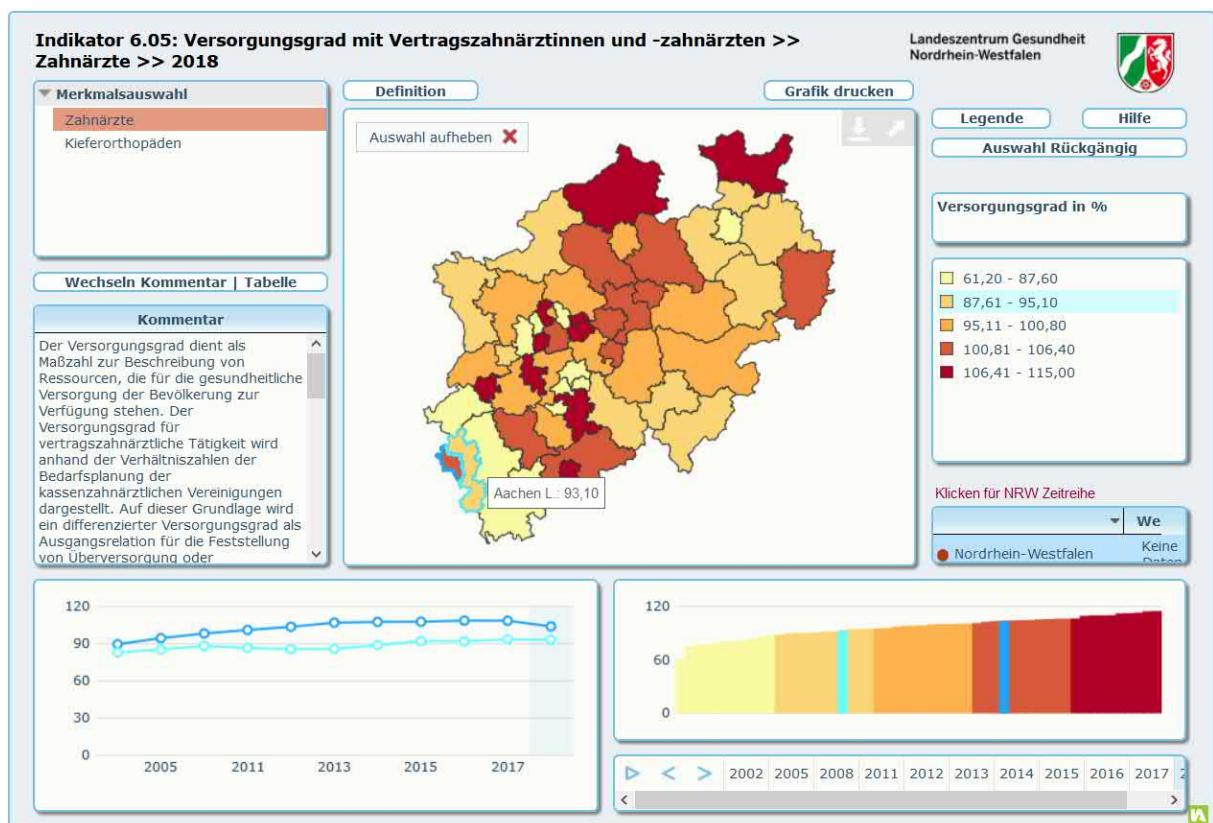 Indikator 6.05: Versorgungsgrad mit Vertragszahnärztinnen und -zahnärzten >>
Zahnärzte >> 2018
Landeszentrum Gesundheit
Nordrhein-Westfalen
Merkmalsauswahl
Zahnärzte
Kieferorthopäden
Definition
Grafik drucken
Legende
Hilfe
Auswahl Rückgängig
Auswahl aufheben
Aachen L.: 93,10
Versorgungsgrad in %
61,20 - 87,60
87,61 - 95,10
95,11 - 100,80
100,81 - 106,40
106,41 - 115,00
Wechseln Kommentar | Tabelle
Kommentar
Der Versorgungsgrad dient als
Maßzahl zur Beschreibung von
Ressourcen, die für die gesundheitliche
Versorgung der Bevölkerung zur
Verfügung stehen. Der
Versorgungsgrad für
vertragszahnärztliche Tätigkeit wird
anhand der Verhältniszahlen der
Bedarfsplanung der
kassenzahnärztlichen Vereinigungen
dargestellt. Auf dieser Grundlage wird
ein differenzierter Versorgungsgrad als
Ausgangsrelation für die Feststellung
von Überversorgung oder
Klicken für NRW Zeitreihe
We
Nordrhein-Westfalen
Keine
Daten
120
90
60
30
0
2005 2011 2013 2015 2017
120
60
0
2002 2005 2008 2011 2012 2013 2014 2015 2016 2017 2